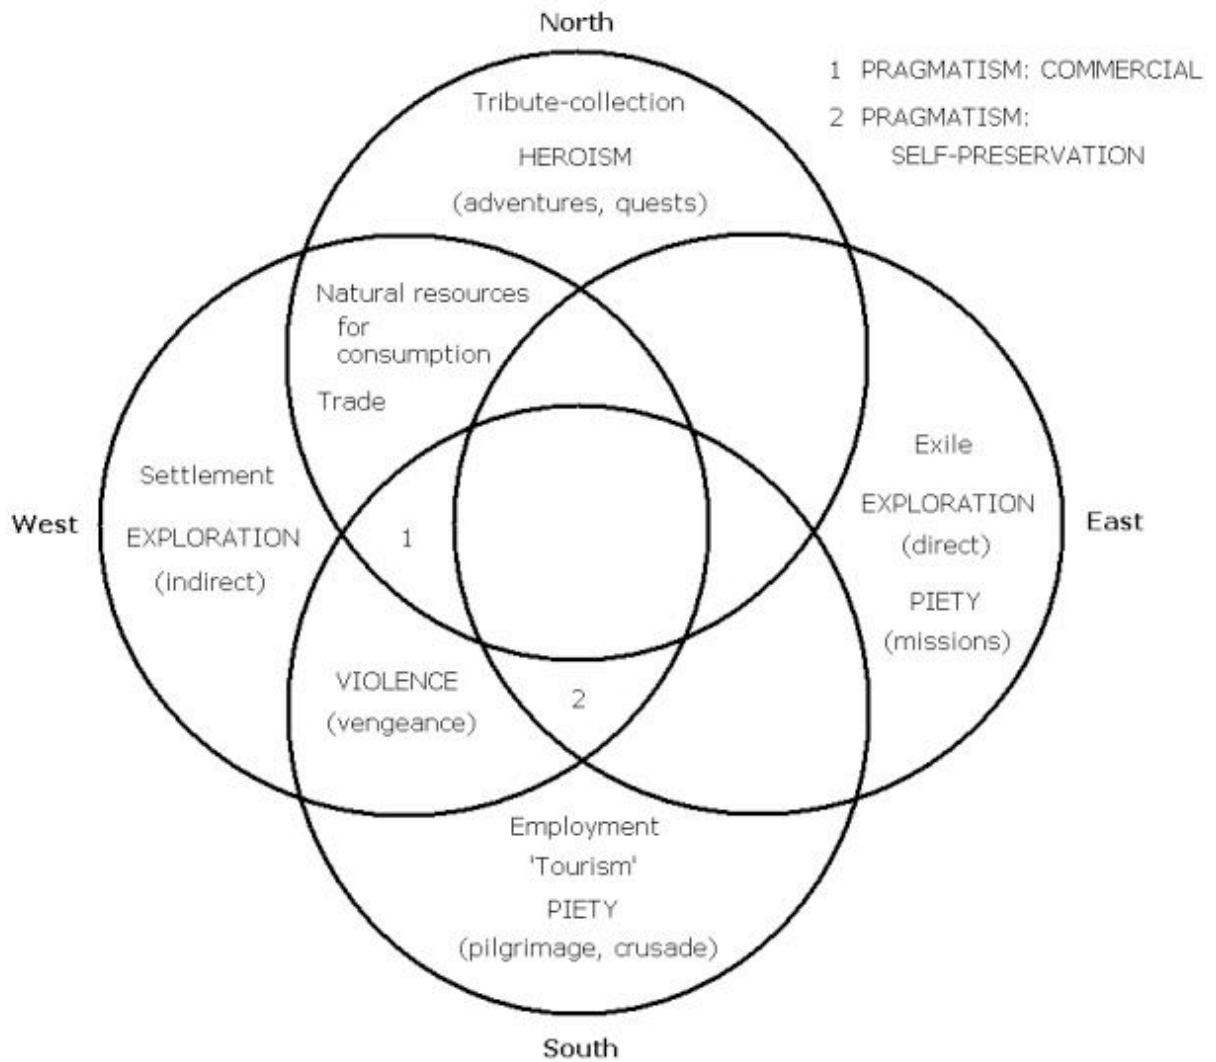 North
1 PRAGMATISM: COMMERCIAL
2 PRAGMATISM:
SELF-PRESERVATION
Tribute-collection
HEROISM
(adventures, quests)
Natural resources
for
consumption
Trade
Settlement
EXPLORATION
(indirect)
West
1
Exile
EXPLORATION
(direct)
PIETY
(missions)
East
VIOLENCE
(vengeance)
2
Employment
'Tourism'
PIETY
(pilgrimage, crusade)
South